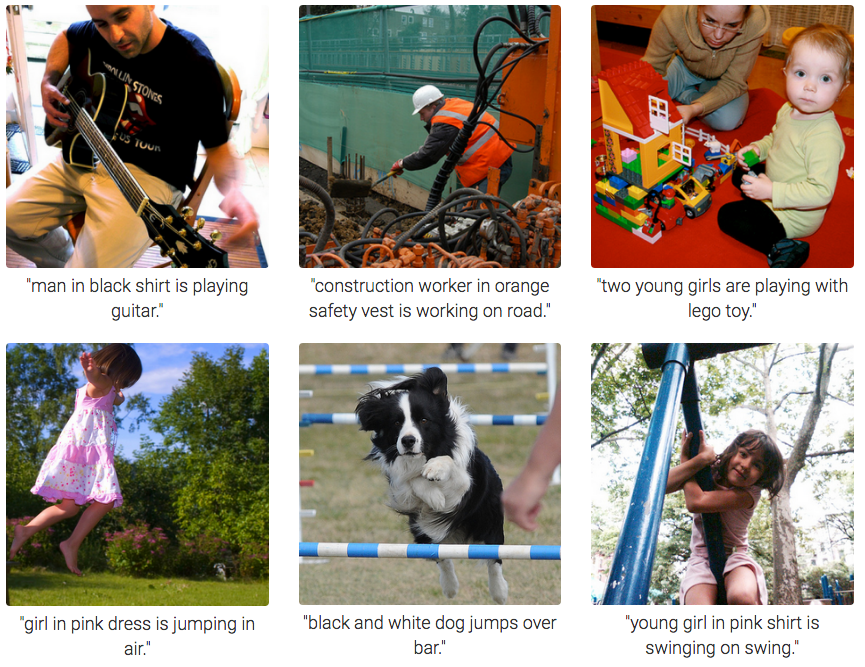 "man in black shirt is playing
guitar."
"construction worker in orange
safety vest is working on road."
"two young girls are playing with
lego toy."
"girl in pink dress is jumping in
air."
"black and white dog jumps over
bar."
"young girl in pink shirt is
swinging on swing."